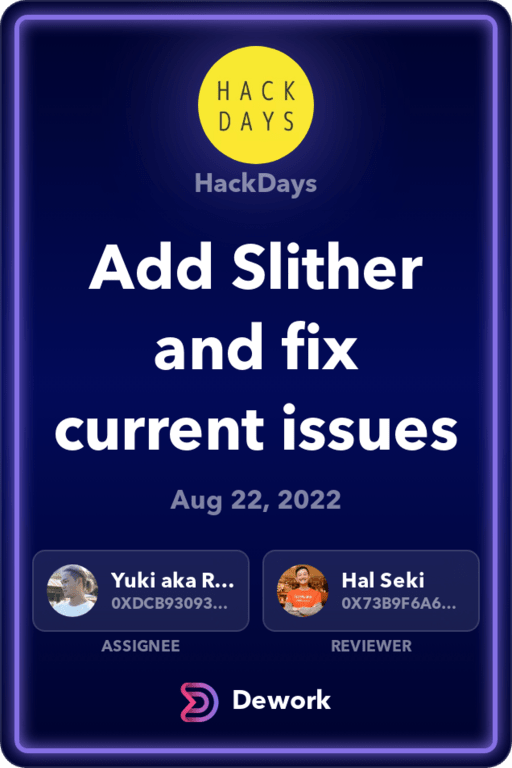 HACK
DAYS
HackDays
Add Slither
and fix
current issues
Aug 22, 2022
Yuki aka R...
0XDCB93093...
ASSIGNEE
Hal Seki
0X73B9F6A6...
REVIEWER
Dework